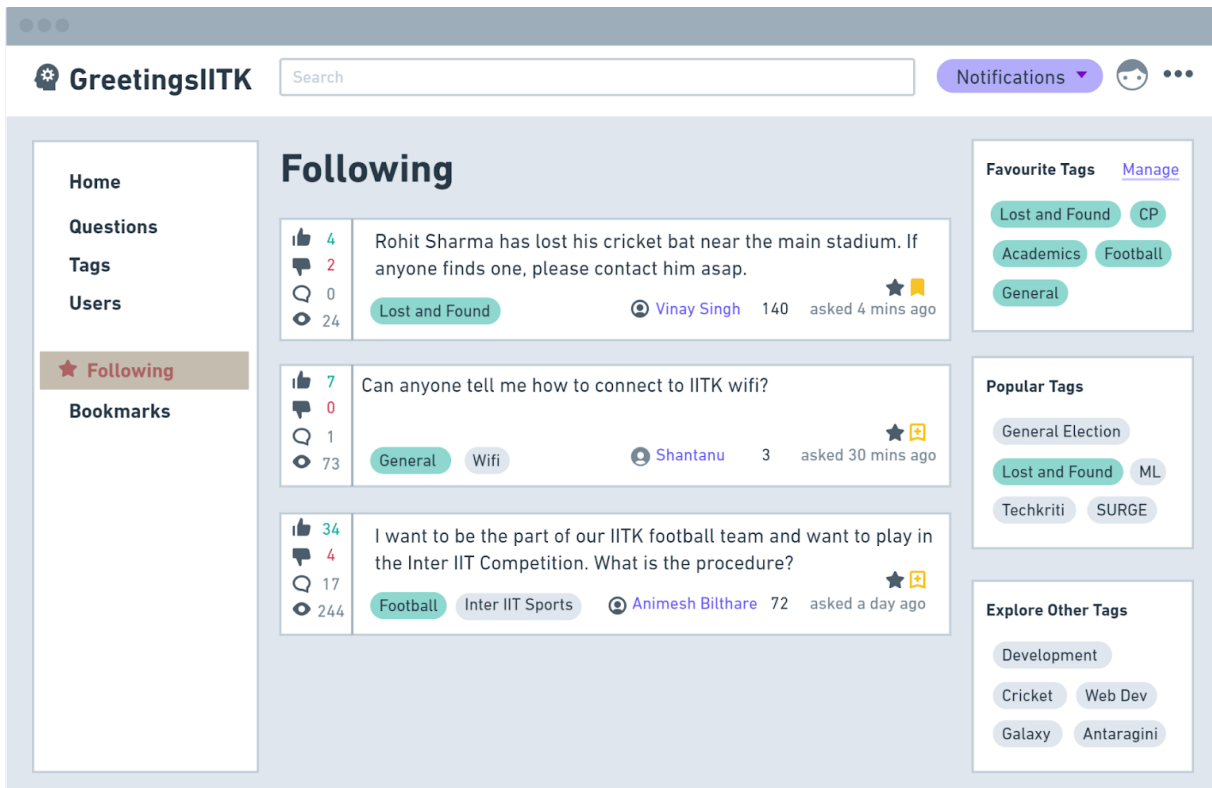 GreetingsIITK
Search
Notifications
Home
Questions
Tags
Users
Following
Bookmarks
Following
4
2
0
24
Rohit Sharma has lost his cricket bat near the main stadium. If
anyone finds one, please contact him asap.
Lost and Found
Vinay Singh 140 asked 4 mins ago
7
0
1
73
Can anyone tell me how to connect to IITK wifi?
General Wifi
Shantanu 3 asked 30 mins ago
34
4
17
244
I want to be the part of our IITK football team and want to play in
the Inter IIT Competition. What is the procedure?
Football Inter IIT Sports
Animesh Bilthare 72 asked a day ago
Favourite Tags Manage
Lost and Found CP
Academics Football
General
Popular Tags
General Election
Lost and Found ML
Techkriti SURGE
Explore Other Tags
Development
Cricket Web Dev
Galaxy Antaragini